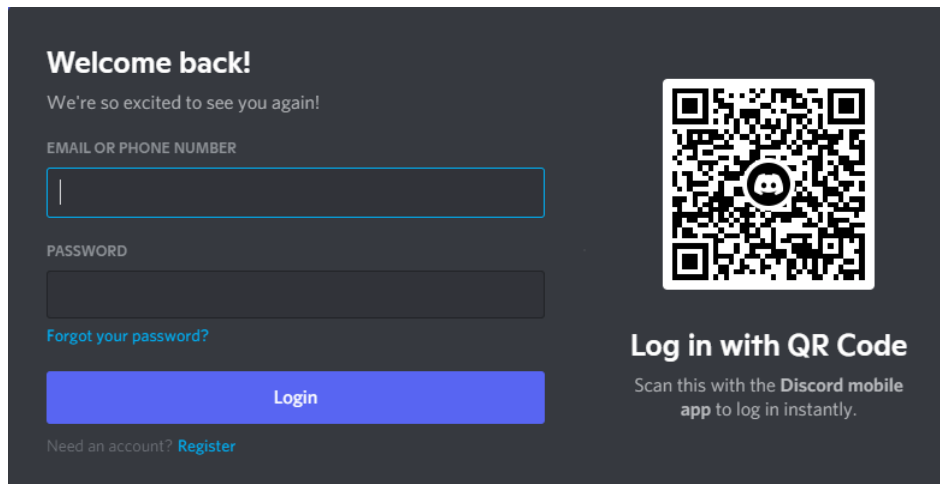 Welcome back!
We're so excited to see you again!
EMAIL OR PHONE NUMBER
PASSWORD
Forgot your password?
Login
Need an account? Register
Log in with QR Code
Scan this with the Discord mobile
app to log in instantly.